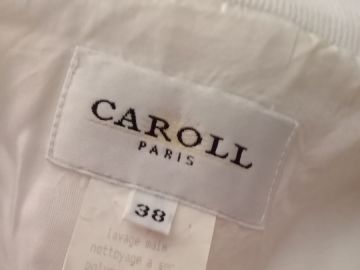 CAROLL
PARIS
38
lavage main
nettoyage a sec